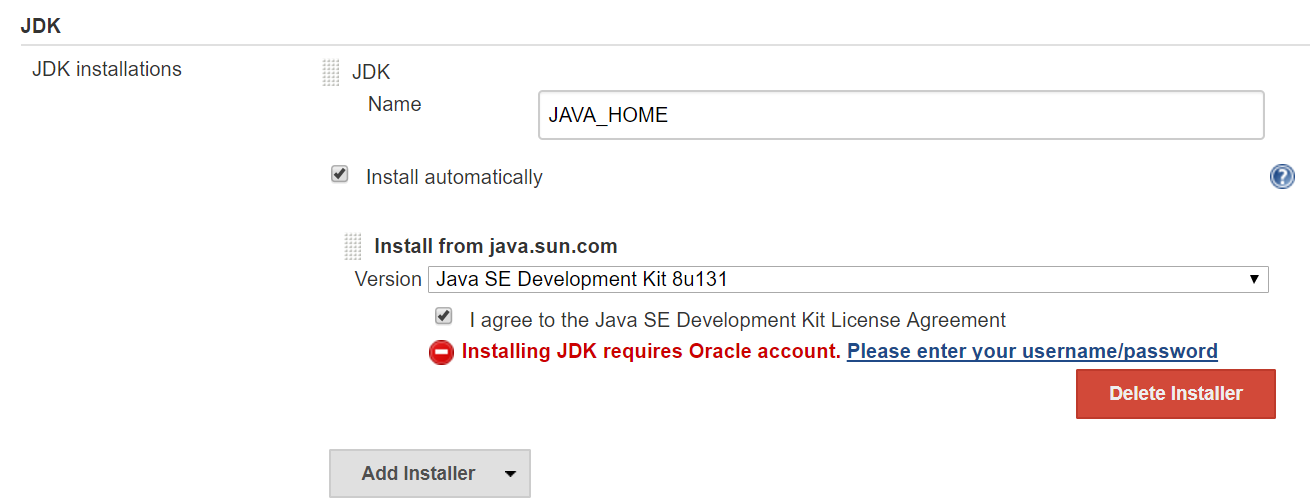 JDK
JDK installations
JDK
Name
JAVA_HOME
Install automatically
?
Install from java.sun.com
Version
Java SE Development Kit 8u131
I agree to the Java SE Development Kit License Agreement
Installing JDK requires Oracle account. Please enter your username/password
Delete Installer
Add Installer